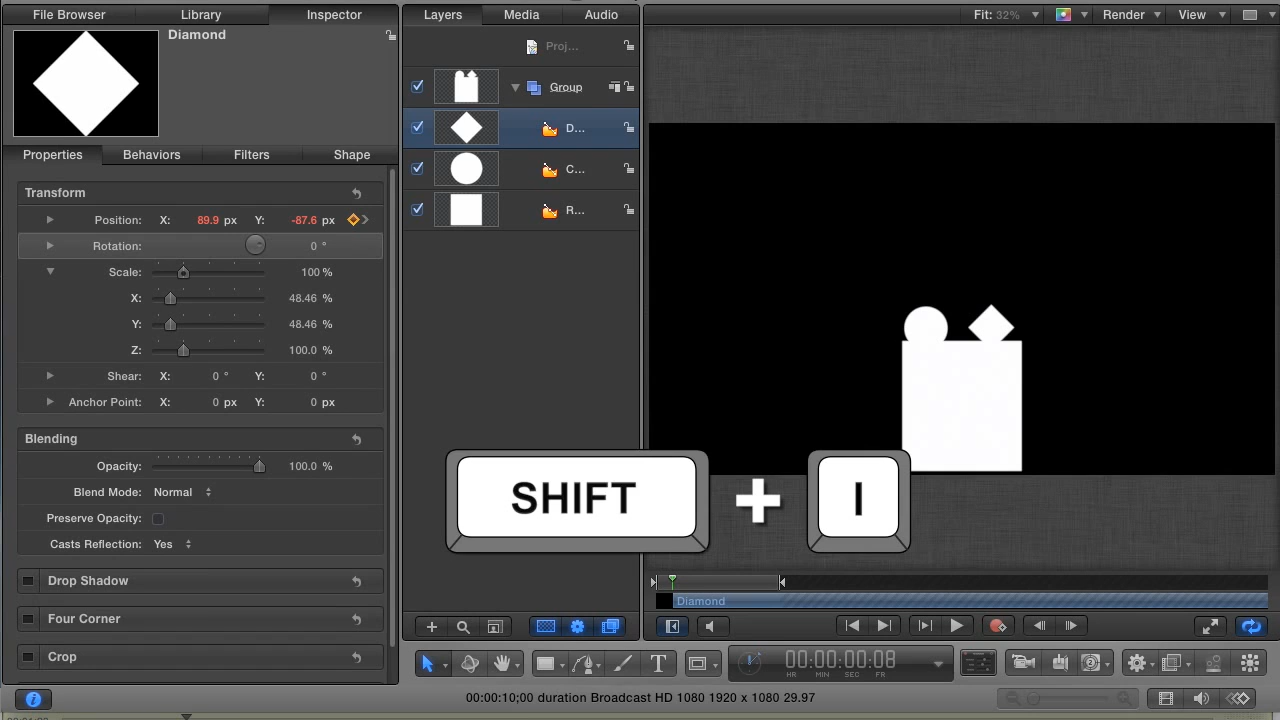 File Browser Library Inspector
Diamond
Properties Behaviors Filters Shape
Transform
Position: X: 89.9 px Y: -87.6 px
Rotation: 0 °
Scale: 100 %
X: 48.46 %
Y: 48.46 %
Z: 100.0 %
Shear: X: 0 ° Y: 0 °
Anchor Point: X: 0 px Y: 0 px
Blending
Opacity: 100.0 %
Blend Mode: Normal
Preserve Opacity:
Casts Reflection: Yes
Drop Shadow
Four Corner
Crop
Layers Media Audio
Proj...
Group
D...
C...
R...
Fit: 32% Render View
SHIFT + I
Diamond
T
00:00:00:08
HR MIN SEC FR
00:00:10;00 duration Broadcast HD 1080 1920 x 1080 29.97